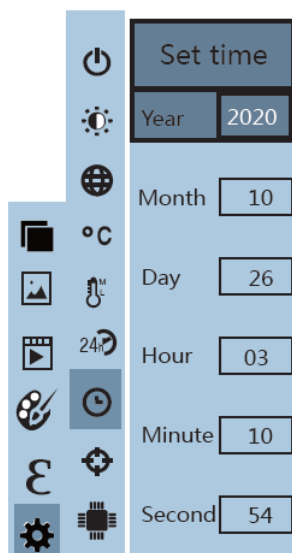 Set time
Year 2020
Month 10
°C
Day 26
M
L
24h
Hour 03
Minute 10
ε
Second 54